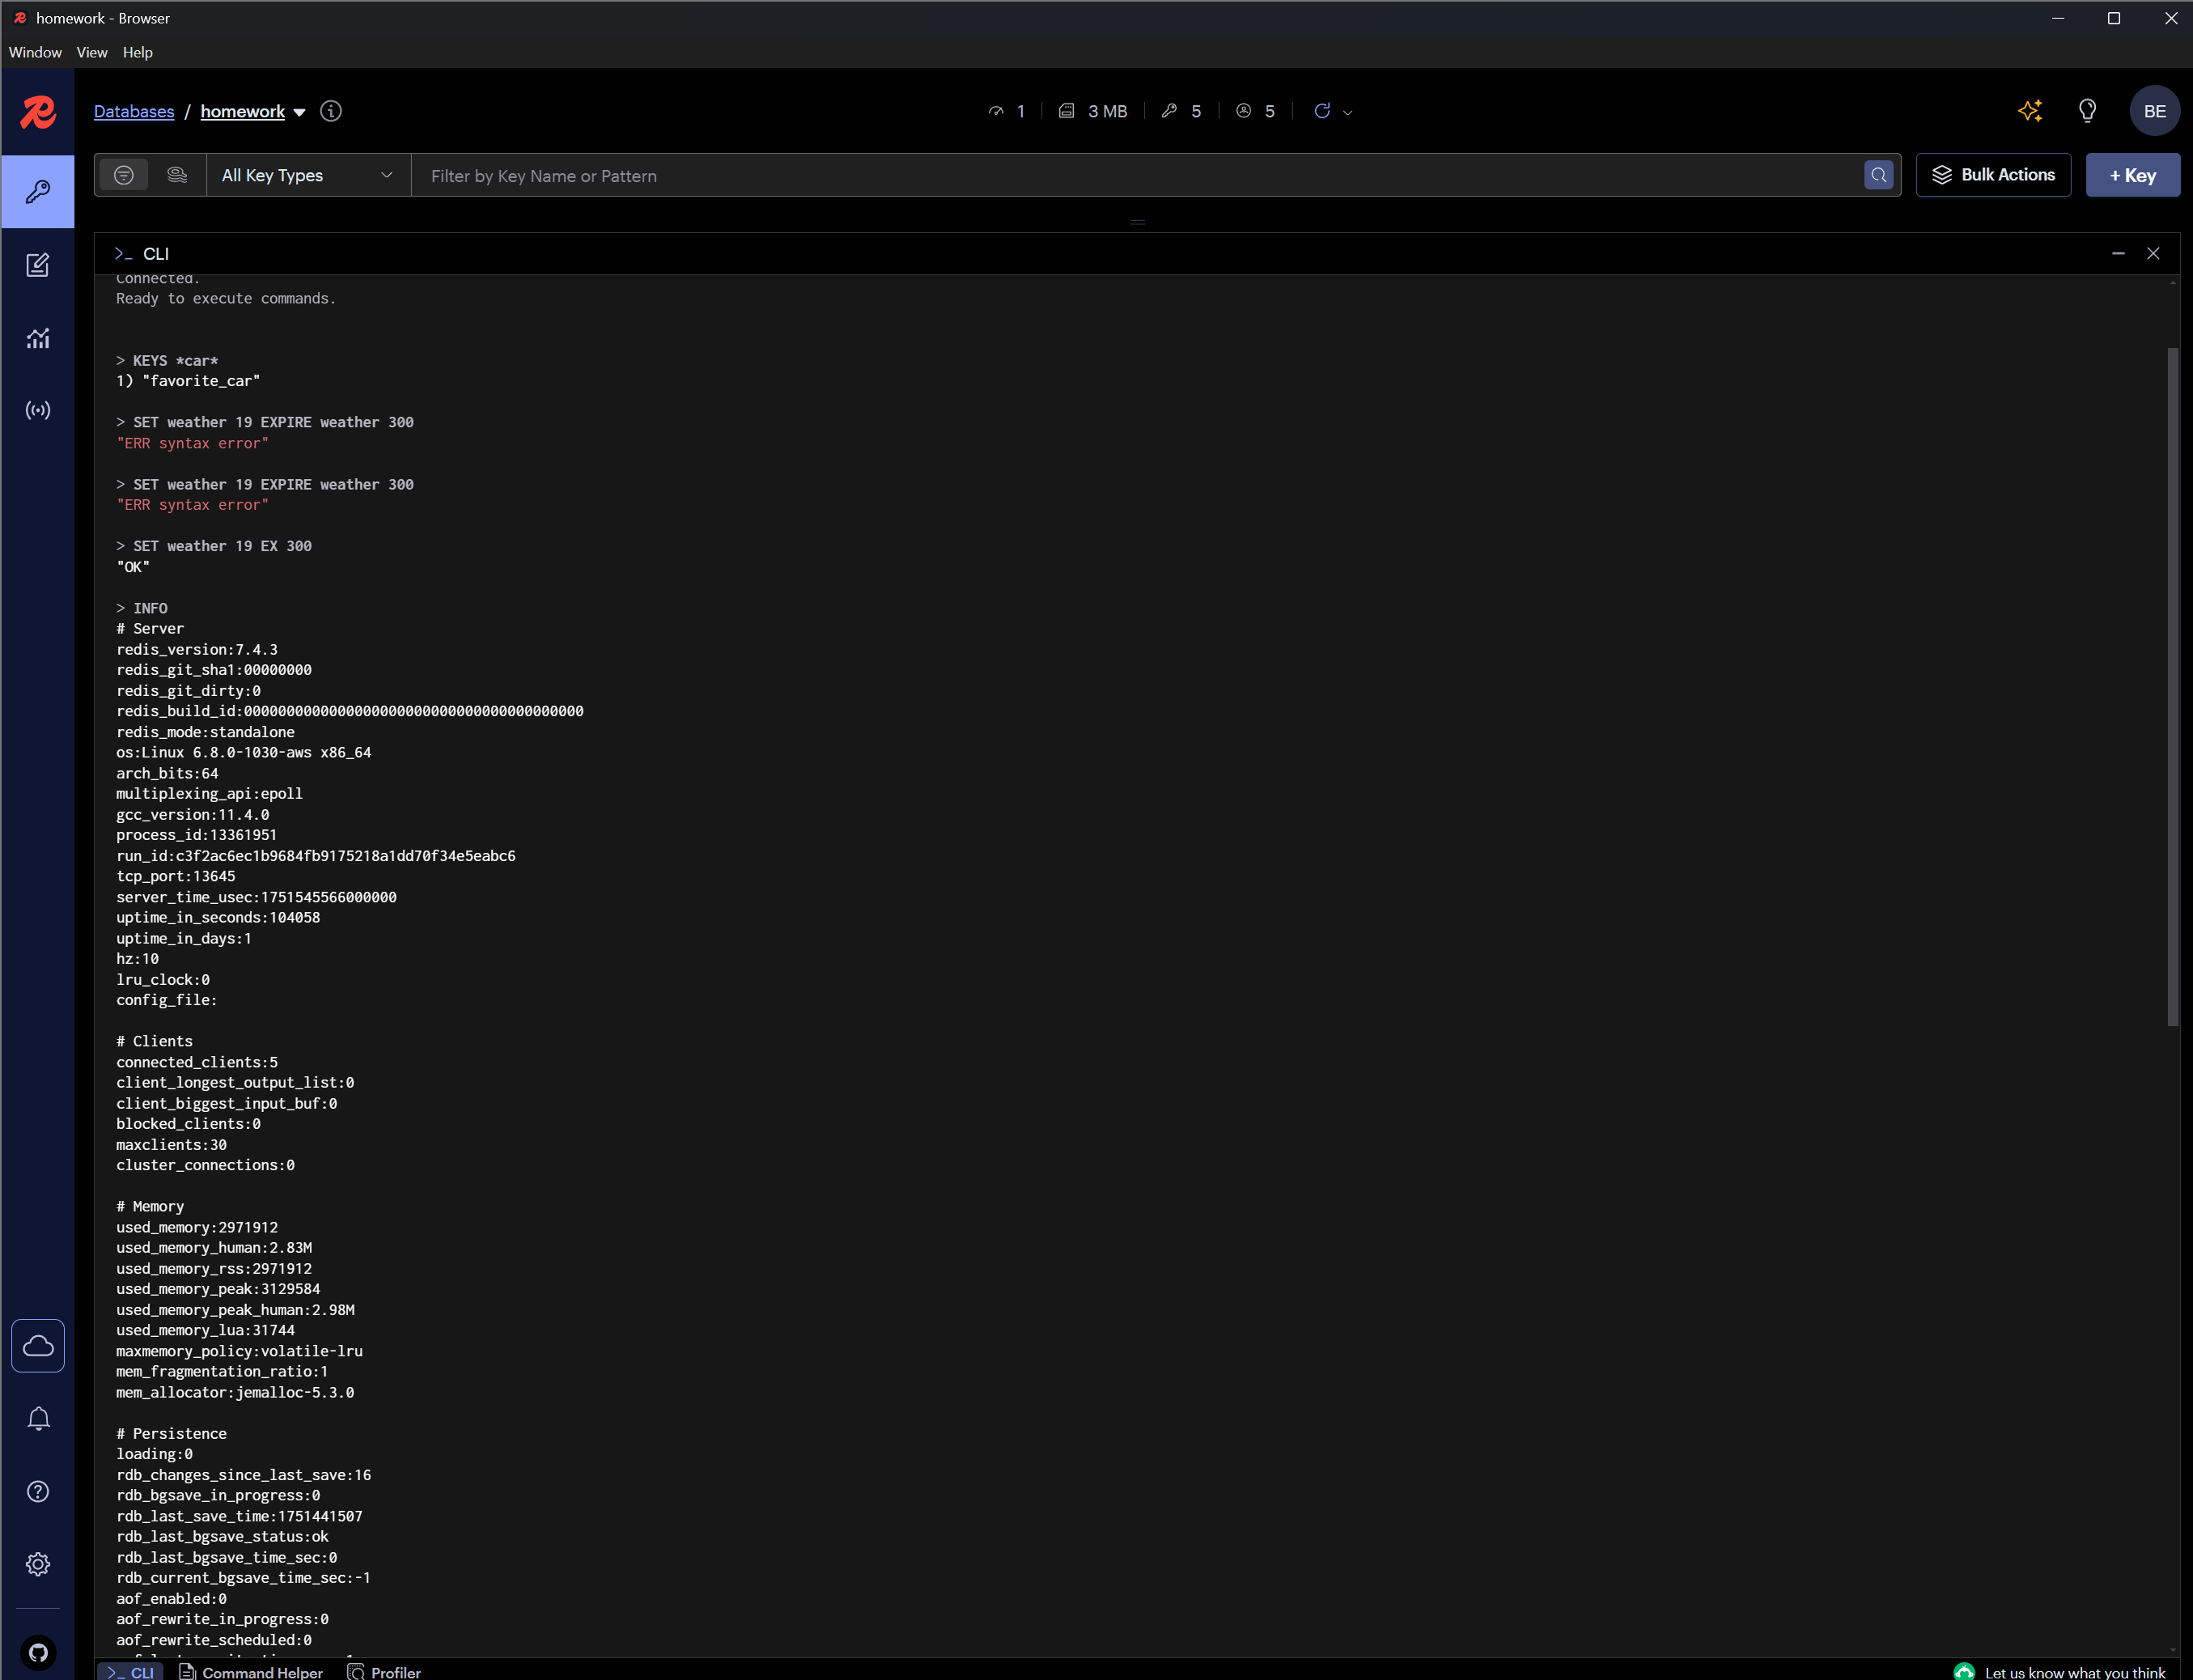 homework - Browser
Window View Help
Databases / homework
1 3 MB 5 5
BE
All Key Types
Filter by Key Name or Pattern
Bulk Actions
+ Key
>_ CLI
Connected.
Ready to execute commands.
> KEYS *car*
1) "favorite_car"
> SET weather 19 EXPIRE weather 300
"ERR syntax error"
> SET weather 19 EXPIRE weather 300
"ERR syntax error"
> SET weather 19 EX 300
"OK"
> INFO
# Server
redis_version:7.4.3
redis_git_sha1:00000000
redis_git_dirty:0
redis_build_id:0000000000000000000000000000000000000000
redis_mode:standalone
os:Linux 6.8.0-1030-aws x86_64
arch_bits:64
multiplexing_api:epoll
gcc_version:11.4.0
process_id:13361951
run_id:c3f2ac6ec1b9684fb9175218a1dd70f34e5eabc6
tcp_port:13645
server_time_usec:1751545566000000
uptime_in_seconds:104058
uptime_in_days:1
hz:10
lru_clock:0
config_file:
# Clients
connected_clients:5
client_longest_output_list:0
client_biggest_input_buf:0
blocked_clients:0
maxclients:30
cluster_connections:0
# Memory
used_memory:2971912
used_memory_human:2.83M
used_memory_rss:2971912
used_memory_peak:3129584
used_memory_peak_human:2.98M
used_memory_lua:31744
maxmemory_policy:volatile-lru
mem_fragmentation_ratio:1
mem_allocator:jemalloc-5.3.0
# Persistence
loading:0
rdb_changes_since_last_save:16
rdb_bgsave_in_progress:0
rdb_last_save_time:1751441507
rdb_last_bgsave_status:ok
rdb_last_bgsave_time_sec:0
rdb_current_bgsave_time_sec:-1
aof_enabled:0
aof_rewrite_in_progress:0
aof_rewrite_scheduled:0
>_ CLI Command Helper Profiler
Let us know what you think